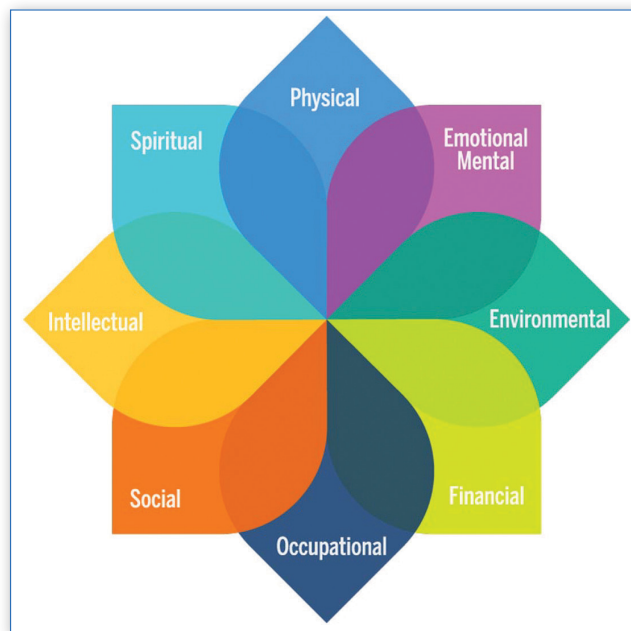 Physical
Spiritual
Emotional
Mental
Intellectual
Environmental
Social
Financial
Occupational